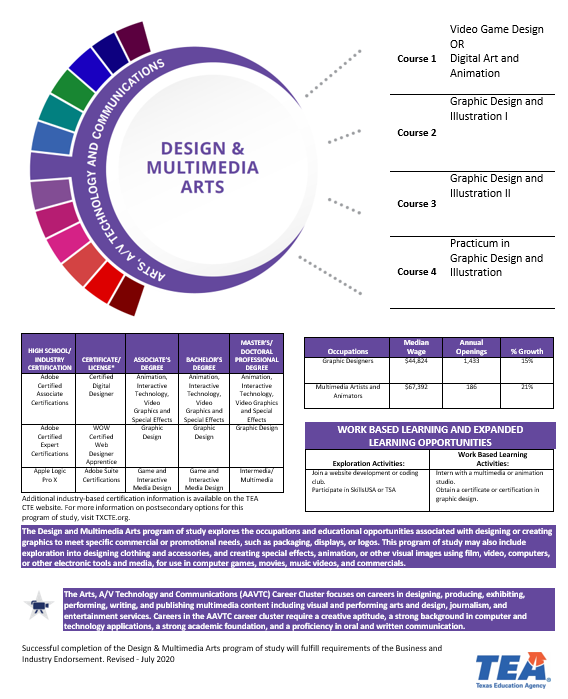 ARTS, A/V TECHNOLOGY AND COMMUNICATIONS
DESIGN &
MULTIMEDIA
ARTS
Course 1
Video Game Design
OR
Digital Art and
Animation
Course 2
Graphic Design and
Illustration I
Course 3
Graphic Design and
Illustration II
Course 4
Practicum in
Graphic Design and
Illustration
HIGH SCHOOL/
INDUSTRY
CERTIFICATION
CERTIFICATE/
LICENSE*
ASSOCIATE'S
DEGREE
BACHELOR'S
DEGREE
MASTER'S/
DOCTORAL
PROFESSIONAL
DEGREE
Adobe
Certified
Associate
Certifications
Certified
Digital
Designer
Animation,
Interactive
Technology,
Video
Graphics and
Special Effects
Animation,
Interactive
Technology,
Video
Graphics and
Special Effects
Animation,
Interactive
Technology,
Video Graphics
and Special
Effects
Adobe
Certified
Expert
Certifications
WOW
Certified
Web
Designer
Apprentice
Graphic
Design
Graphic
Design
Graphic Design
Apple Logic
Pro X
Adobe Suite
Certifications
Game and
Interactive
Media Design
Game and
Interactive
Media Design
Intermedia/
Multimedia
Additional industry-based certification information is available on the TEA
CTE website. For more information on postsecondary options for this
program of study, visit TXCTE.org.
Occupations
Median
Wage
Annual
Openings
% Growth
Graphic Designers
$44,824
1,433
15%
Multimedia Artists and
Animators
$67,392
186
21%
WORK BASED LEARNING AND EXPANDED
LEARNING OPPORTUNITIES
Exploration Activities:
Work Based Learning
Activities:
Join a website development or coding
club.
Participate in SkillsUSA or TSA
Intern with a multimedia or animation
studio.
Obtain a certificate or certification in
graphic design.
The Design and Multimedia Arts program of study explores the occupations and educational opportunities associated with designing or creating
graphics to meet specific commercial or promotional needs, such as packaging, displays, or logos. This program of study may also include
exploration into designing clothing and accessories, and creating special effects, animation, or other visual images using film, video, computers,
or other electronic tools and media, for use in computer games, movies, music videos, and commercials.
The Arts, A/V Technology and Communications (AAVTC) Career Cluster focuses on careers in designing, producing, exhibiting,
performing, writing, and publishing multimedia content including visual and performing arts and design, journalism, and
entertainment services. Careers in the AAVTC career cluster require a creative aptitude, a strong background in computer and
technology applications, a strong academic foundation, and a proficiency in oral and written communication.
Successful completion of the Design & Multimedia Arts program of study will fulfill requirements of the Business and
Industry Endorsement. Revised - July 2020
TEA
Texas Education Agency